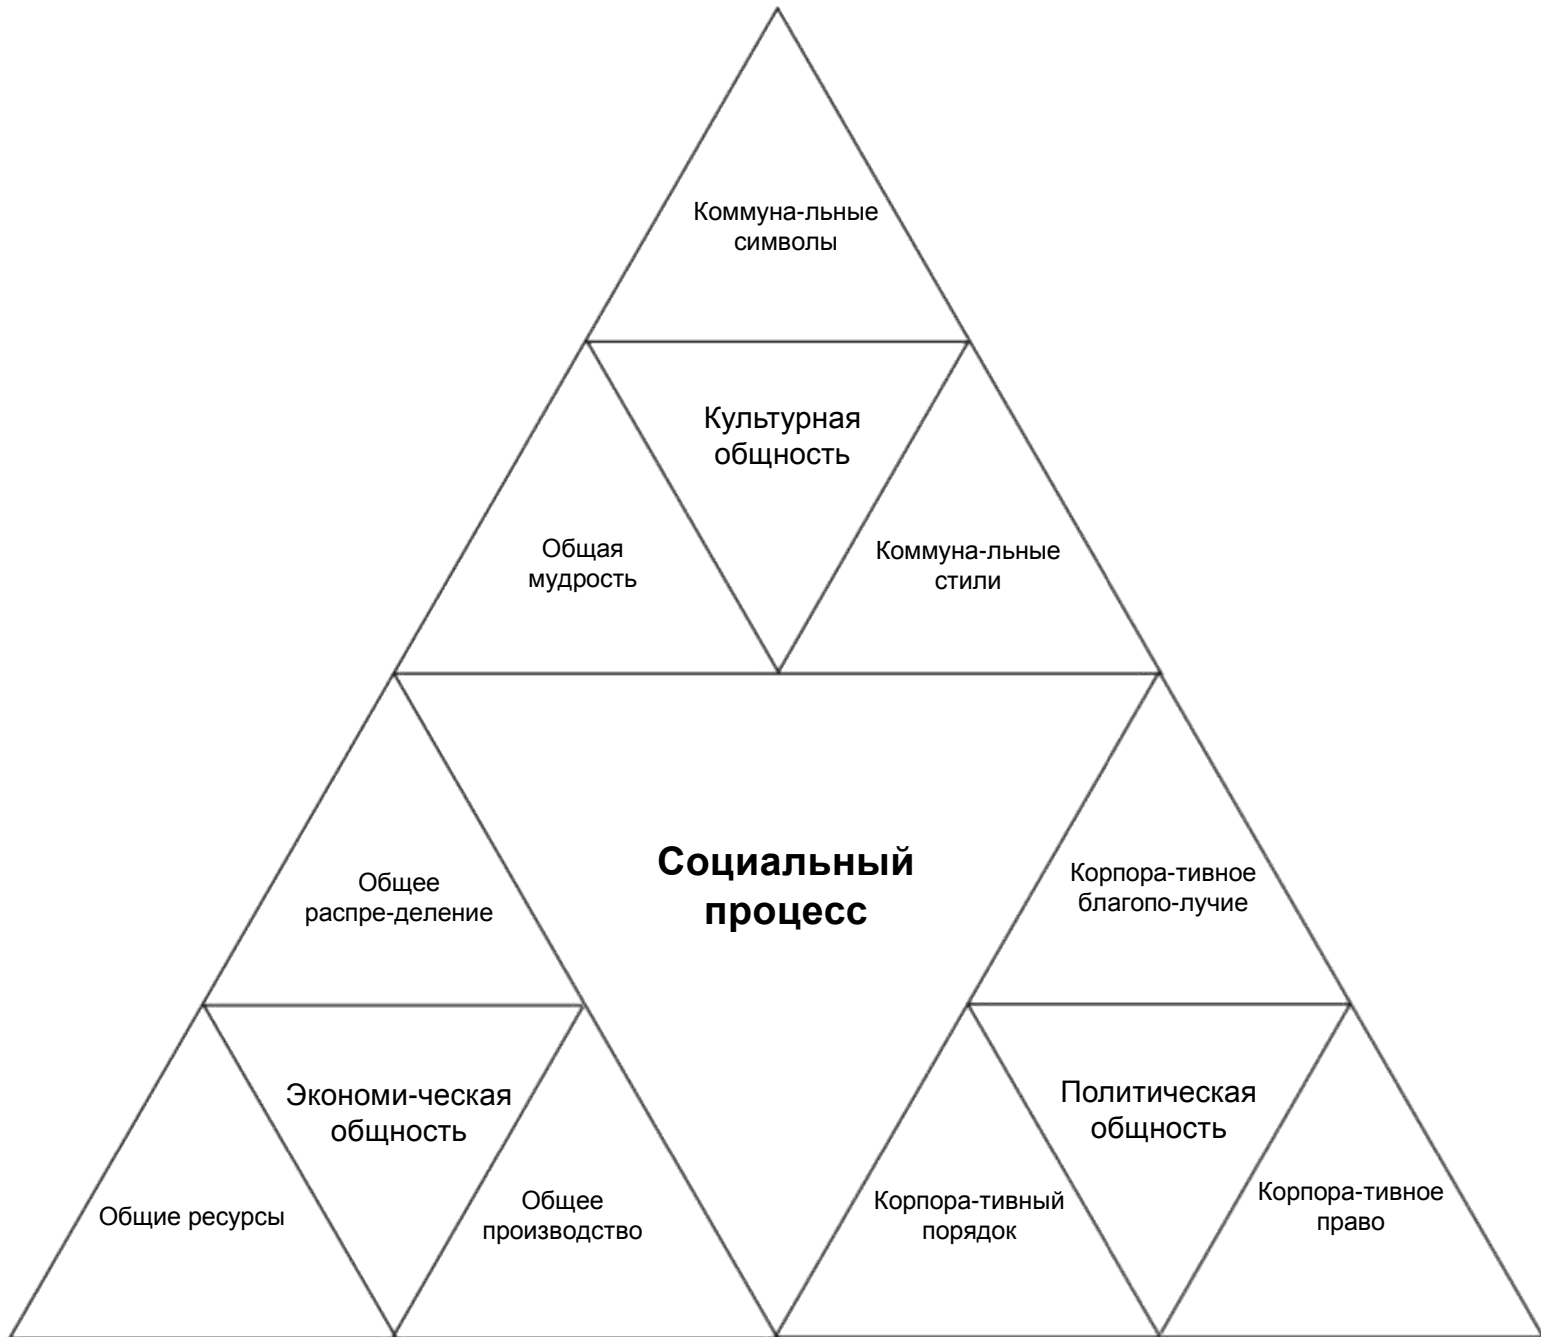 Коммуна-льные
символы
Культурная
общность
Общая
мудрость
Коммуна-льные
стили
Социальный
процесс
Общее
распре-деление
Корпора-тивное
благопо-лучие
Экономи-ческая
общность
Политическая
общность
Общие ресурсы
Общее
производство
Корпора-тивный
порядок
Корпора-тивное
право